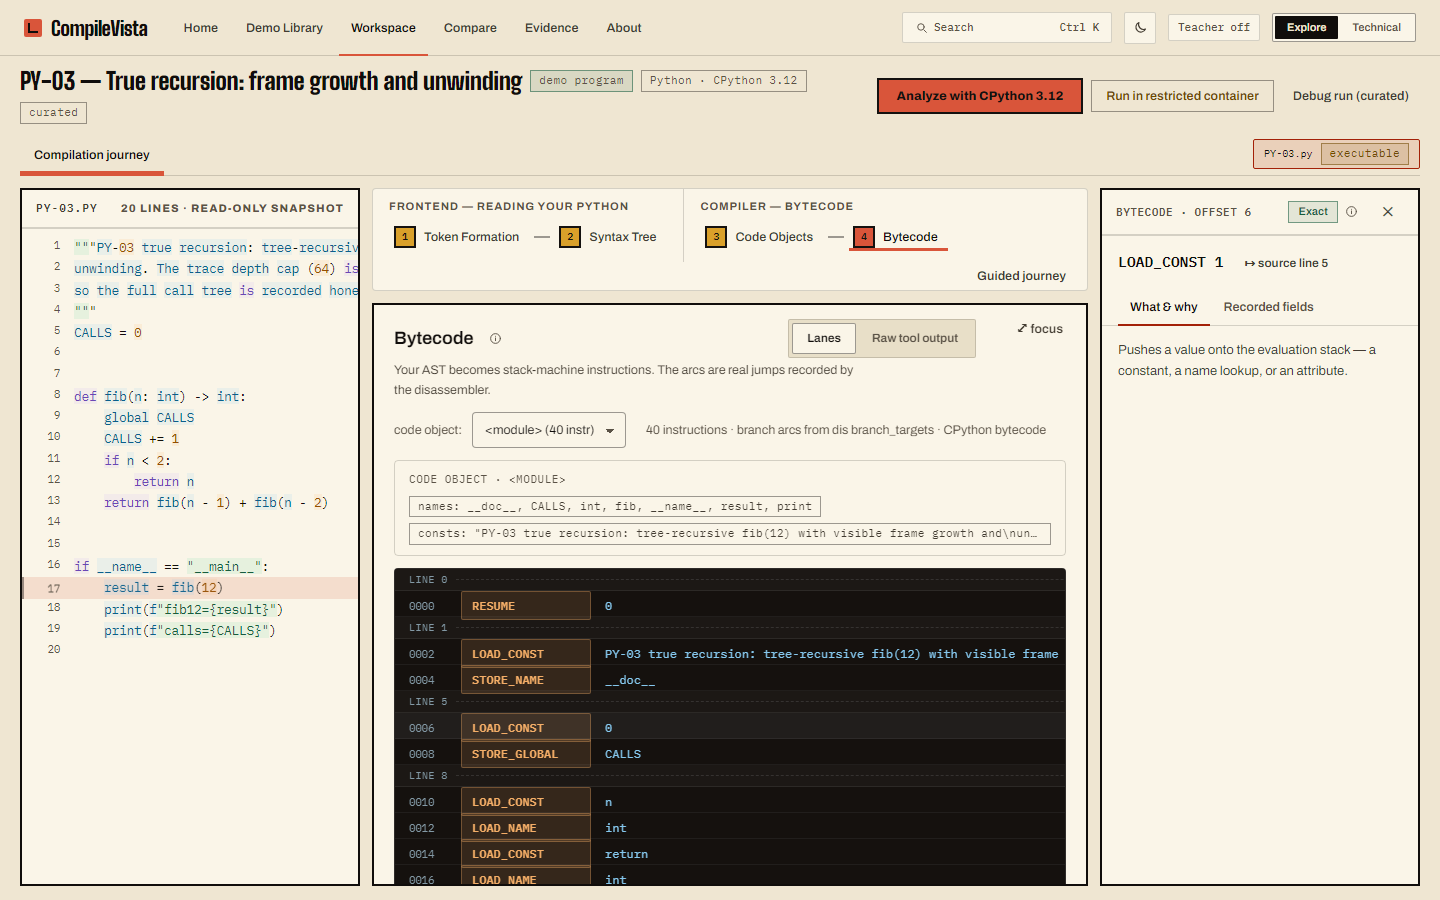 CompileVista
Home
Demo Library
Workspace
Compare
Evidence
About
Search
Ctrl K
Teacher off
Explore
Technical
PY-03 — True recursion: frame growth and unwinding
demo program
Python · CPython 3.12
curated
Analyze with CPython 3.12
Run in restricted container
Debug run (curated)
Compilation journey
PY-03.py
executable
PY-03.PY
20 LINES · READ-ONLY SNAPSHOT
1 """PY-03 true recursion: tree-recursiv
2 unwinding. The trace depth cap (64) is
3 so the full call tree is recorded hone
4 """
5 CALLS = 0
6
7
8 def fib(n: int) -> int:
9 global CALLS
10 CALLS += 1
11 if n < 2:
12 return n
13 return fib(n - 1) + fib(n - 2)
14
15
16 if __name__ == "__main__":
17 result = fib(12)
18 print(f"fib12={result}")
19 print(f"calls={CALLS}")
20
FRONTEND — READING YOUR PYTHON
1 Token Formation
2 Syntax Tree
COMPILER — BYTECODE
3 Code Objects
4 Bytecode
Guided journey
Bytecode
Lanes
Raw tool output
focus
Your AST becomes stack-machine instructions. The arcs are real jumps recorded by
the disassembler.
code object:
<module> (40 instr)
40 instructions · branch arcs from dis branch_targets · CPython bytecode
CODE OBJECT · <MODULE>
names: __doc__, CALLS, int, fib, __name__, result, print
consts: "PY-03 true recursion: tree-recursive fib(12) with visible frame growth and\nun…
LINE 0
0000 RESUME 0
LINE 1
0002 LOAD_CONST PY-03 true recursion: tree-recursive fib(12) with visible frame
0004 STORE_NAME __doc__
LINE 5
0006 LOAD_CONST 0
0008 STORE_GLOBAL CALLS
LINE 8
0010 LOAD_CONST n
0012 LOAD_NAME int
0014 LOAD_CONST return
0016 LOAD_NAME int
BYTECODE · OFFSET 6
Exact
LOAD_CONST 1
↦ source line 5
What & why
Recorded fields
Pushes a value onto the evaluation stack — a
constant, a name lookup, or an attribute.